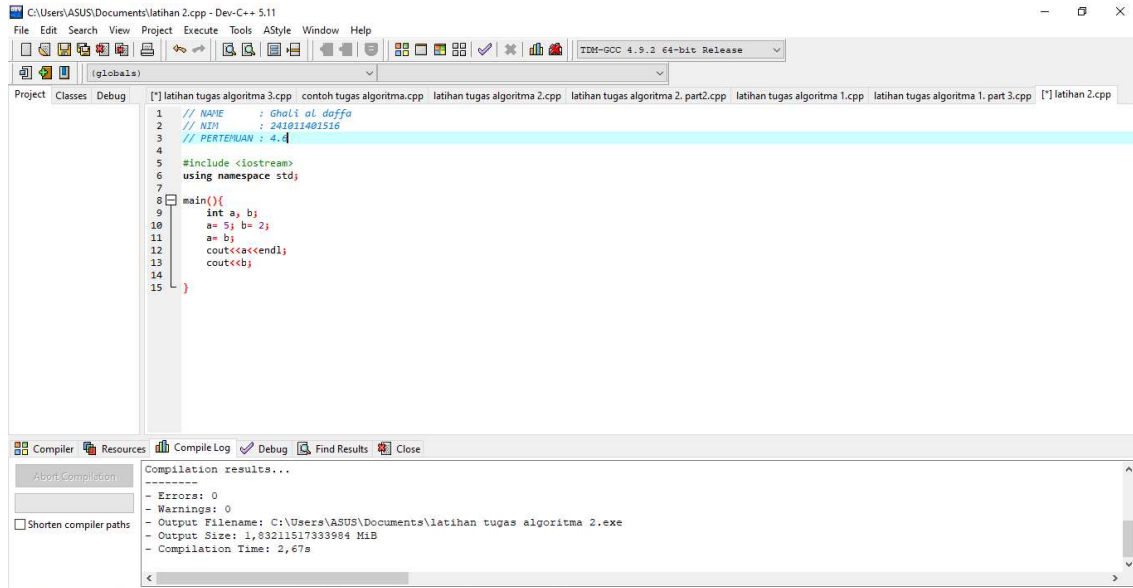 C:\Users\ASUS\Documents\latihan 2.cpp - Dev-C++ 5.11
File Edit Search View Project Execute Tools AStyle Window Help
TDM-GCC 4.9.2 64-bit Release
(globals)
Project Classes Debug
[*] latihan tugas algoritma 3.cpp contoh tugas algoritma.cpp latihan tugas algoritma 2.cpp latihan tugas algoritma 2. part2.cpp latihan tugas algoritma 1.cpp latihan tugas algoritma 1. part 3.cpp [*] latihan 2.cpp
1 // NAME : Ghali al daffa
2 // NIM : 241011401516
3 // PERTEMUAN : 4.6
4
5 #include <iostream>
6 using namespace std;
7
8 main(){
9 int a, b;
10 a= 5; b= 2;
11 a= b;
12 cout<<a<<endl;
13 cout<<b;
14
15 }
Compiler Resources Compile Log Debug Find Results Close
Abort Compilation
Shorten compiler paths
Compilation results...
--------
- Errors: 0
- Warnings: 0
- Output Filename: C:\Users\ASUS\Documents\latihan tugas algoritma 2.exe
- Output Size: 1,83211517333984 MiB
- Compilation Time: 2,67s